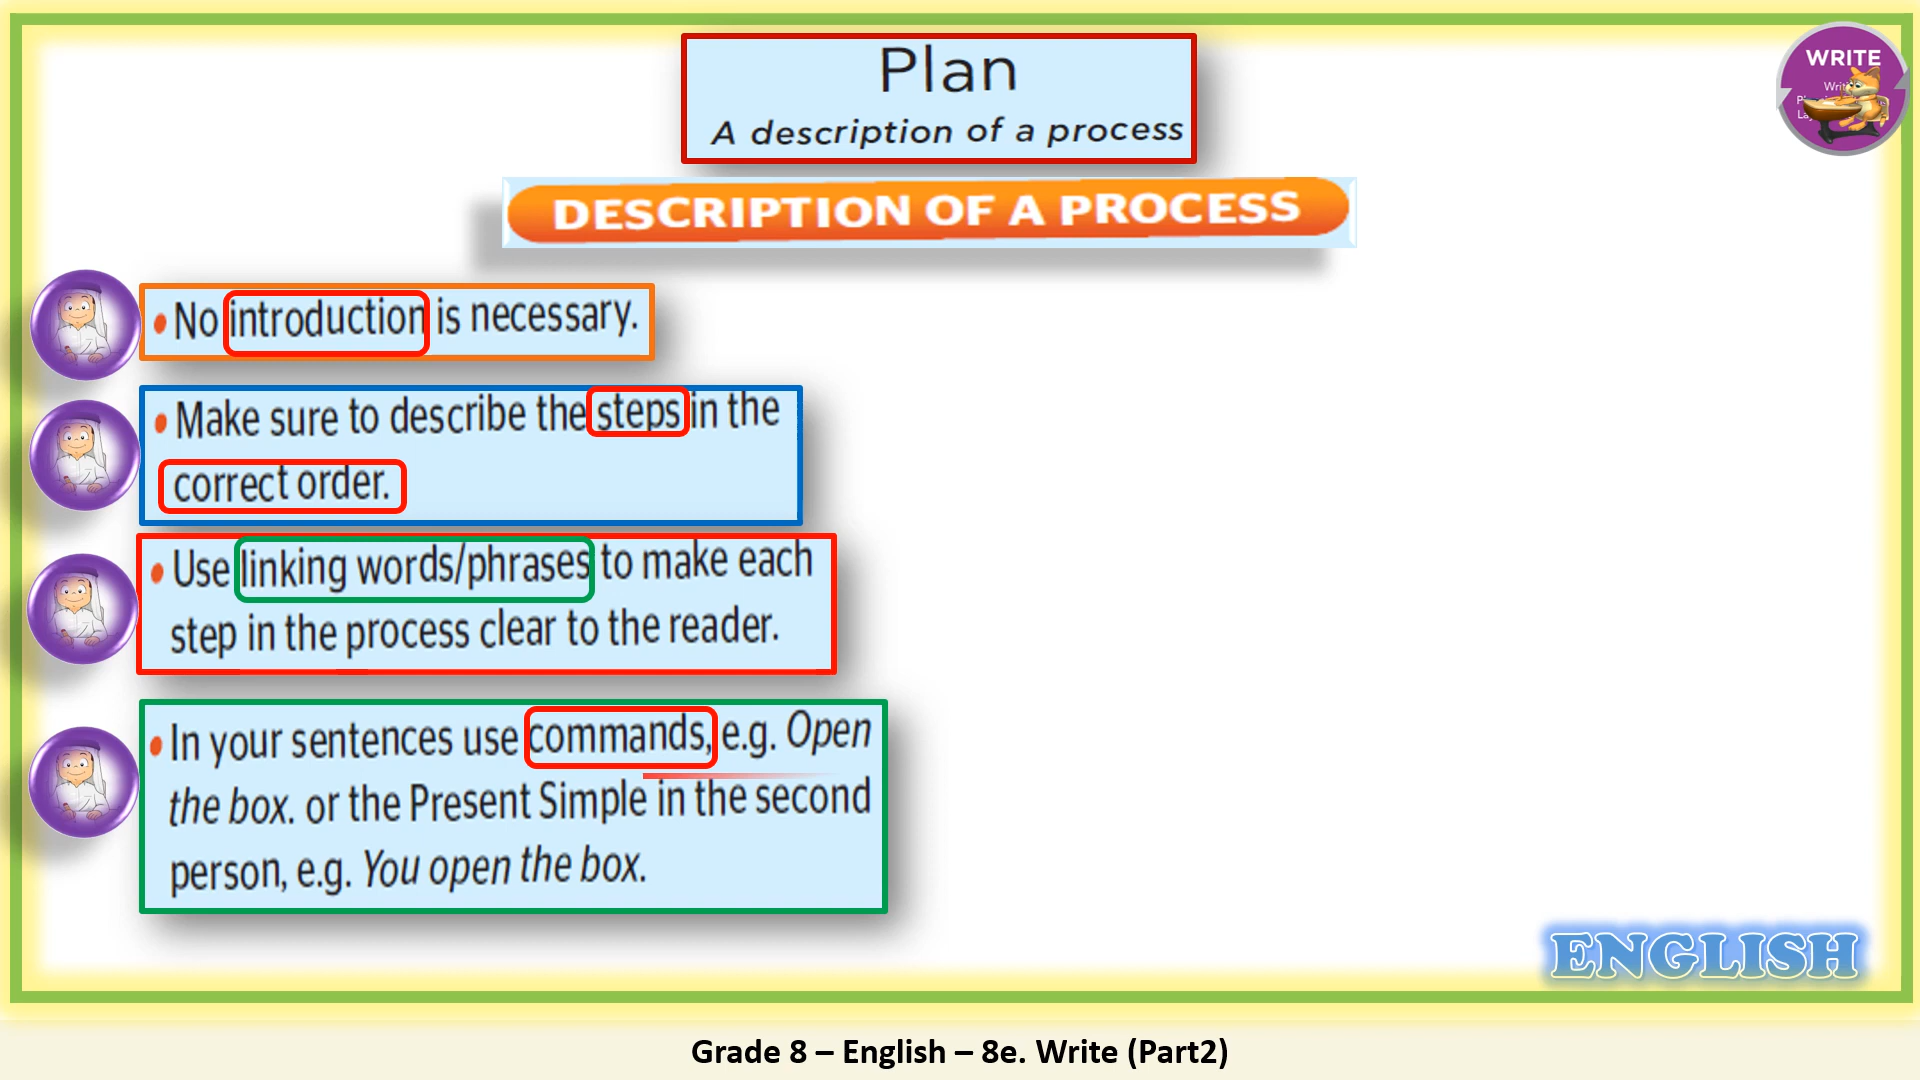 Plan
A description of a process
WRITE
DESCRIPTION OF A PROCESS
• No introduction is necessary.
• Make sure to describe the steps in the
correct order.
• Use linking words/phrases to make each
step in the process clear to the reader.
• In your sentences use commands, e.g. Open
the box. or the Present Simple in the second
person, e.g. You open the box.
ENGLISH
Grade 8 – English – 8e. Write (Part2)